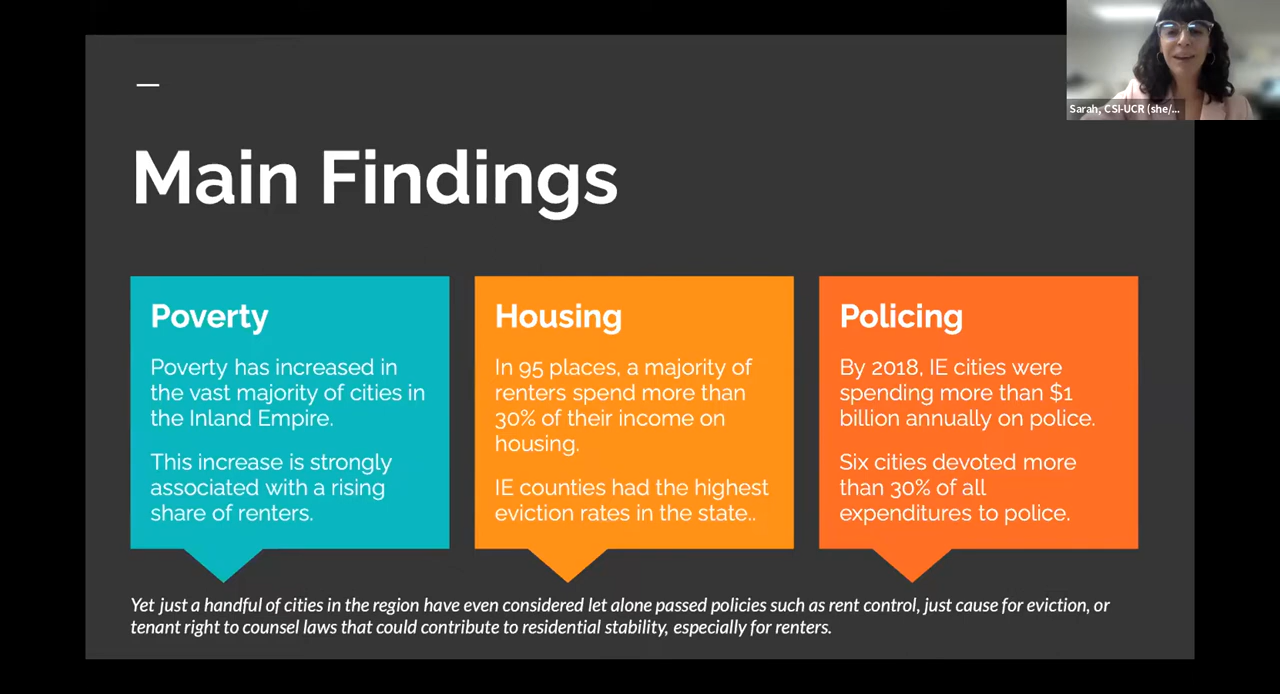 Sarah, CSI-UCR (she/...
Main Findings
Poverty
Poverty has increased in
the vast majority of cities in
the Inland Empire.
This increase is strongly
associated with a rising
share of renters.
Housing
In 95 places, a majority of
renters spend more than
30% of their income on
housing.
IE counties had the highest
eviction rates in the state..
Policing
By 2018, IE cities were
spending more than $1
billion annually on police.
Six cities devoted more
than 30% of all
expenditures to police.
Yet just a handful of cities in the region have even considered let alone passed policies such as rent control, just cause for eviction, or
tenant right to counsel laws that could contribute to residential stability, especially for renters.